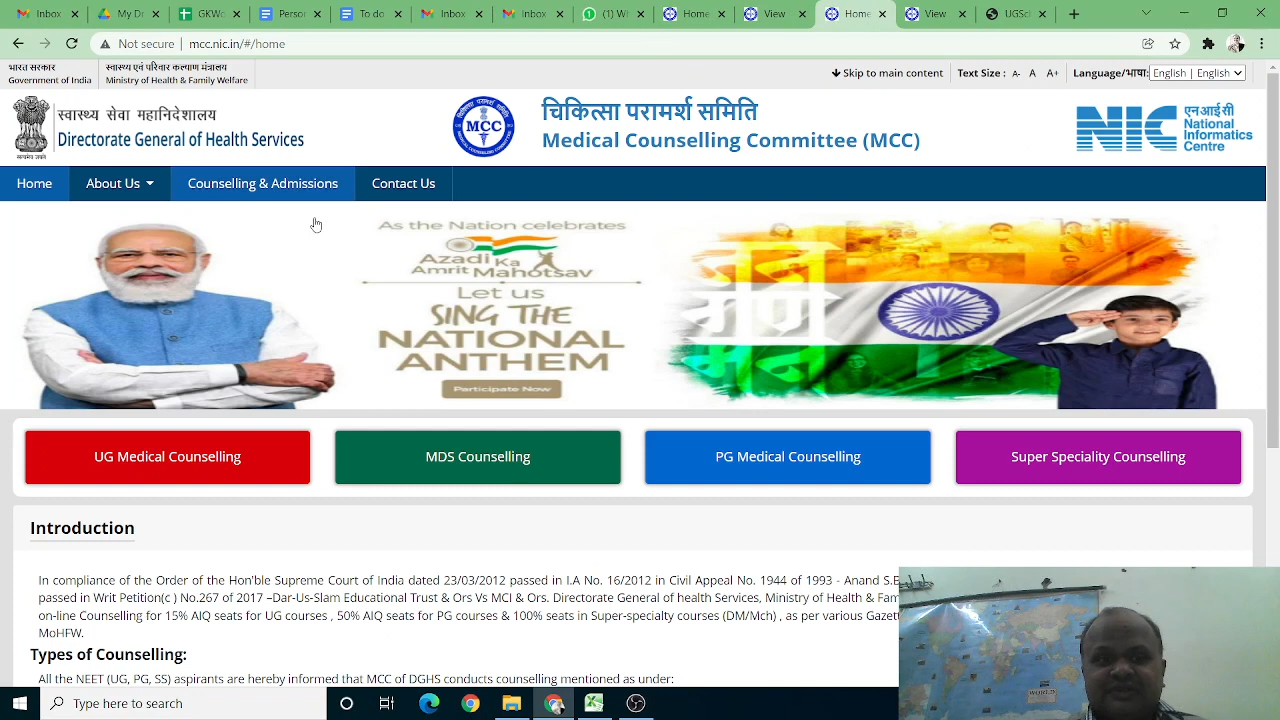 Inbox
My Dr
GKWo
Person
To do
Inbox
Inbox
(1) W
Home
View
Home
View
UGSc
Not secure | mcc.nic.in/#/home
भारत सरकार
Government of India
स्वास्थ्य एवं परिवार कल्याण मंत्रालय
Ministry of Health & Family Welfare
Skip to main content
Text Size : A- A A+
Language/भाषा: English | English
स्वास्थ्य सेवा महानिदेशालय
Directorate General of Health Services
सत्यमेव जयते
MCC
चिकित्सा परामर्श समिति
Medical Counselling Committee (MCC)
NIC
एनआईसी
National
Informatics
Centre
Home
About Us
Counselling & Admissions
Contact Us
As the Nation celebrates
Azadi Ka
Amrit Mahotsav
Let us
SING THE
NATIONAL
ANTHEM
Participate Now
UG Medical Counselling
MDS Counselling
PG Medical Counselling
Super Speciality Counselling
Introduction
In compliance of the Order of the Hon'ble Supreme Court of India dated 23/03/2012 passed in I.A No. 16/2012 in Civil Appeal No. 1944 of 1993 - Anand S.B
passed in Writ Petition(c ) No.267 of 2017 –Dar-Us-Slam Educational Trust & Ors Vs MCI & Ors. Directorate General of health Services, Ministry of Health & Fam
on-line Counselling for 15% AIQ seats for UG courses , 50% AIQ seats for PG courses & 100% seats in Super-specialty courses (DM/Mch) , as per various Gazet
MoHFW.
Types of Counselling:
All the NEET (UG, PG, SS) aspirants are hereby informed that MCC of DGHS conducts counselling mentioned as under:
WORLD
Type here to search